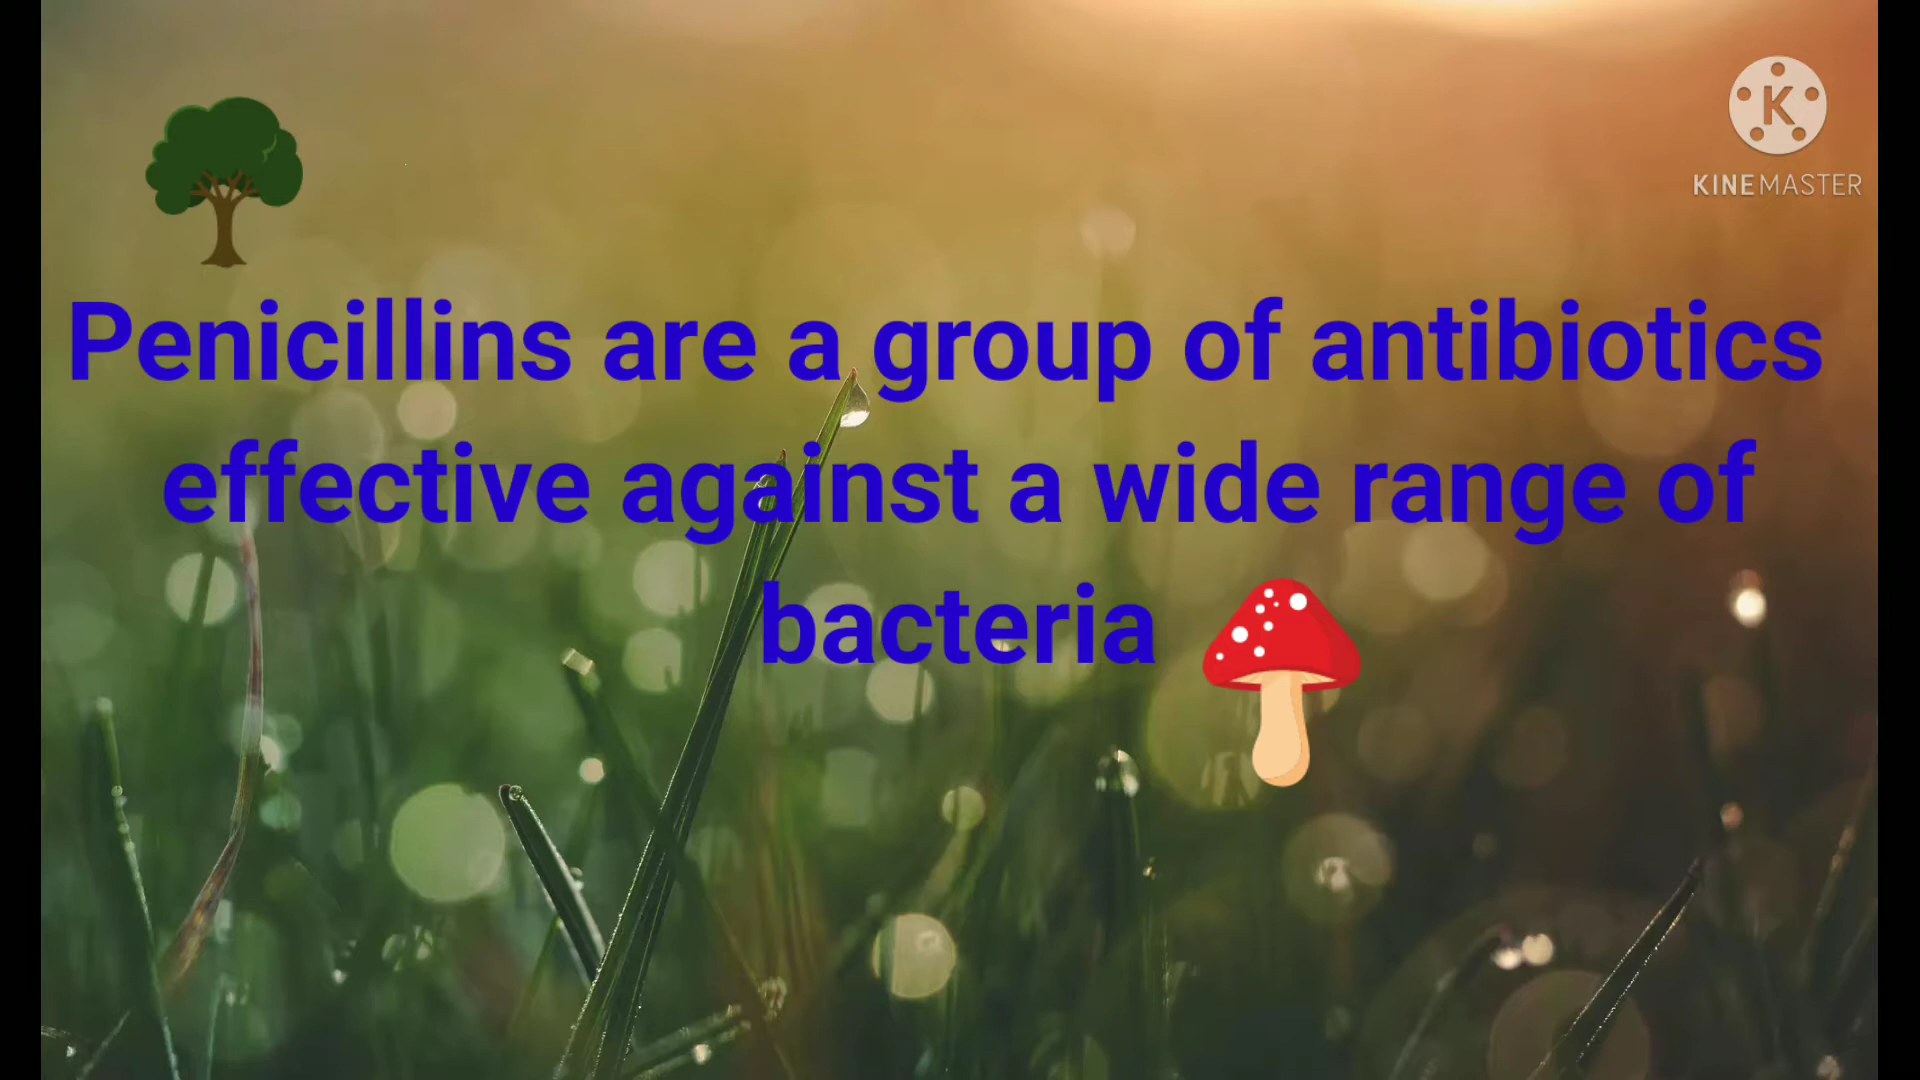 K
KINEMASTER
Penicillins are a group of antibiotics
effective against a wide range of
bacteria